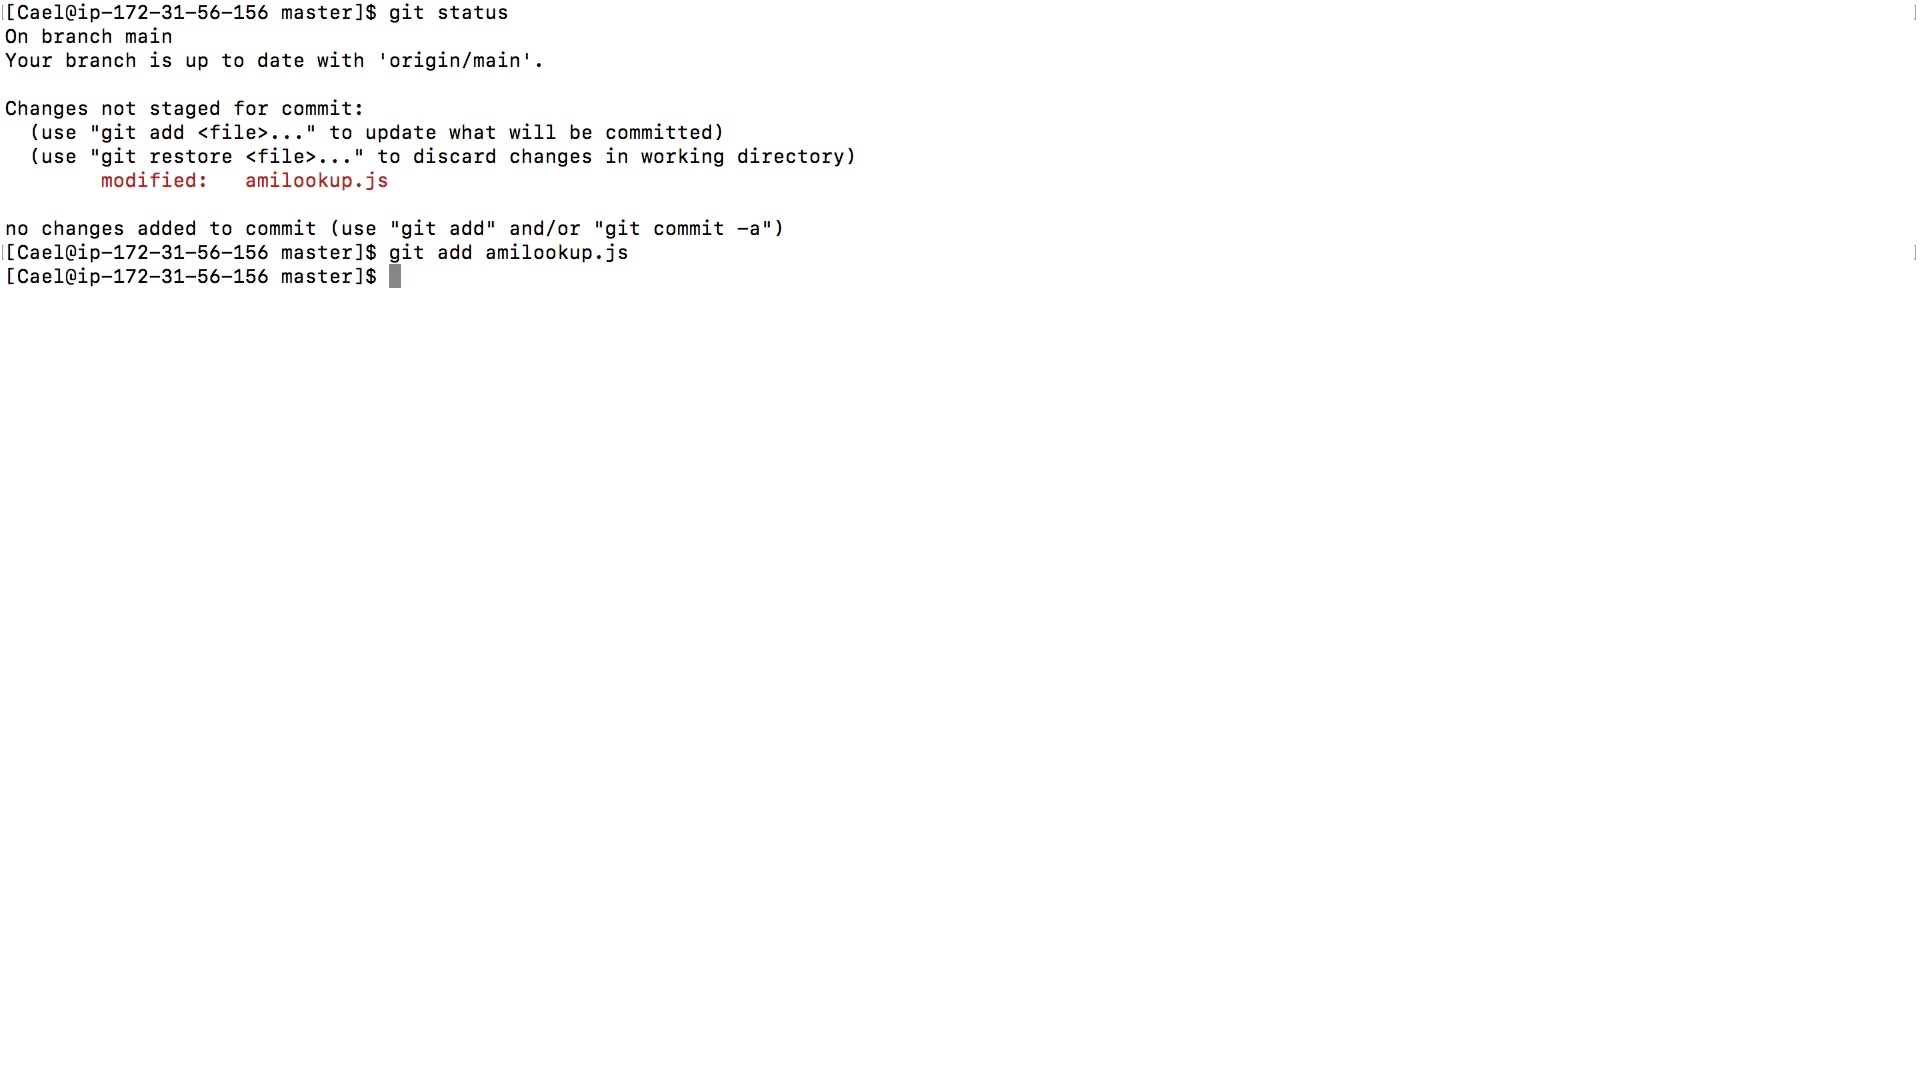 [Cael@ip-172-31-56-156 master]$ git status
On branch main
Your branch is up to date with 'origin/main'.
Changes not staged for commit:
  (use "git add <file>..." to update what will be committed)
  (use "git restore <file>..." to discard changes in working directory)
        modified:   amilookup.js
no changes added to commit (use "git add" and/or "git commit -a")
[Cael@ip-172-31-56-156 master]$ git add amilookup.js
[Cael@ip-172-31-56-156 master]$